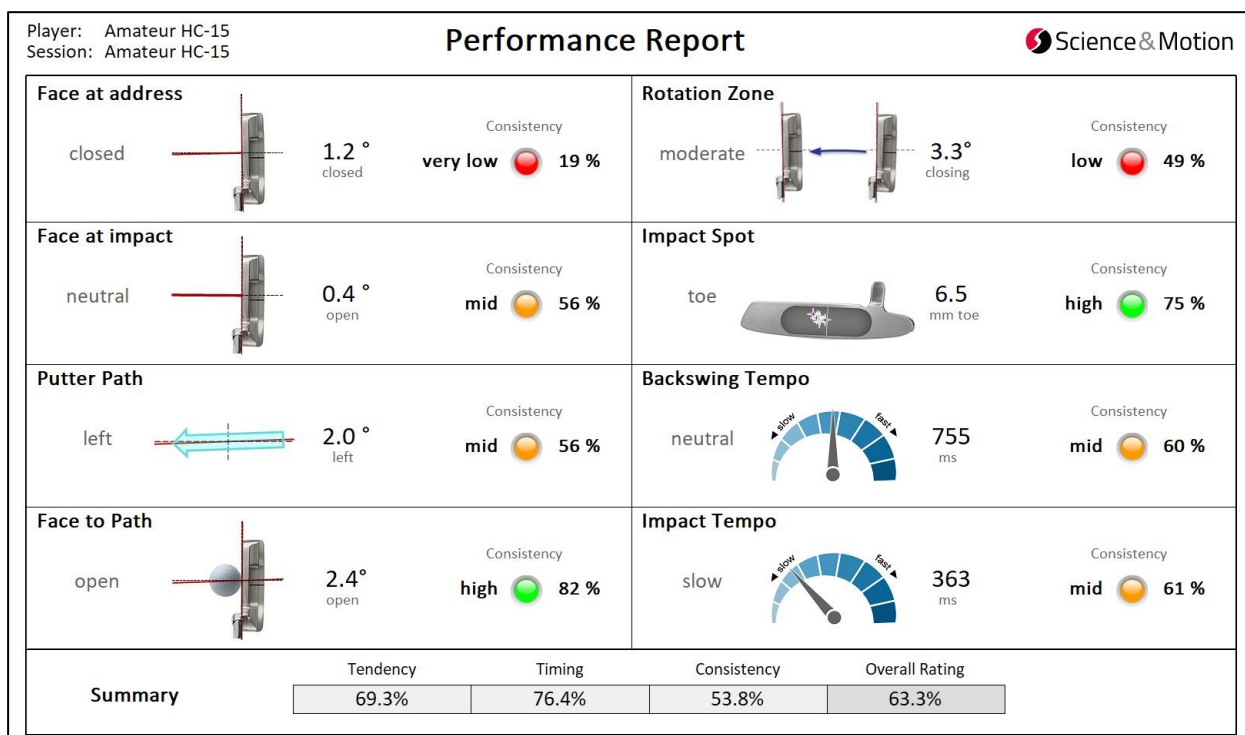 Player: Amateur HC-15
Session: Amateur HC-15
Performance Report
Science&Motion
Face at address
closed
1.2 °
closed
Consistency
very low 19 %
Rotation Zone
moderate
3.3°
closing
Consistency
low 49 %
Face at impact
neutral
0.4 °
open
Consistency
mid 56 %
Impact Spot
toe
6.5
mm toe
Consistency
high 75 %
Putter Path
left
2.0 °
left
Consistency
mid 56 %
Backswing Tempo
neutral
slow fast
755
ms
Consistency
mid 60 %
Face to Path
open
2.4°
open
Consistency
high 82 %
Impact Tempo
slow
slow fast
363
ms
Consistency
mid 61 %
Summary
Tendency Timing Consistency Overall Rating
69.3% 76.4% 53.8% 63.3%